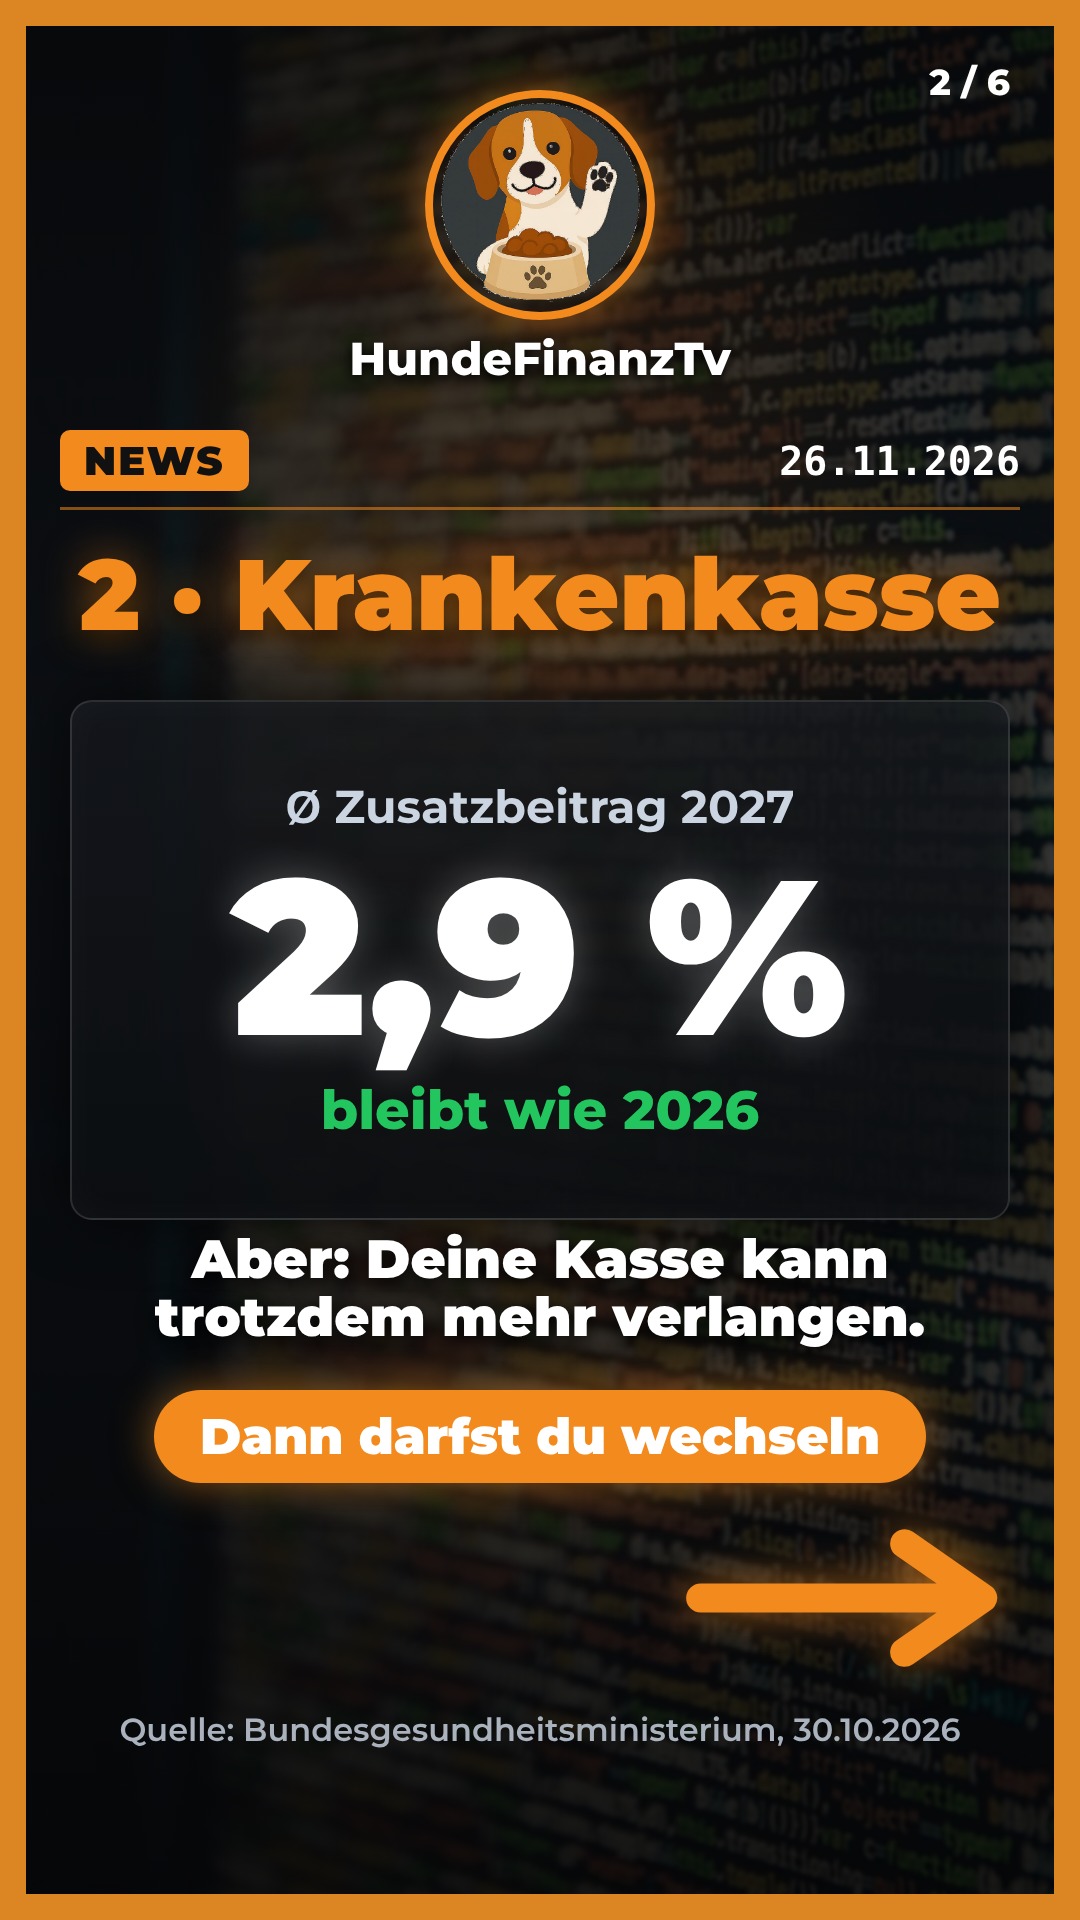 2 / 6
HundeFinanzTv
NEWS
26.11.2026
2 · Krankenkasse
Ø Zusatzbeitrag 2027
2,9 %
bleibt wie 2026
Aber: Deine Kasse kann
trotzdem mehr verlangen.
Dann darfst du wechseln
Quelle: Bundesgesundheitsministerium, 30.10.2026